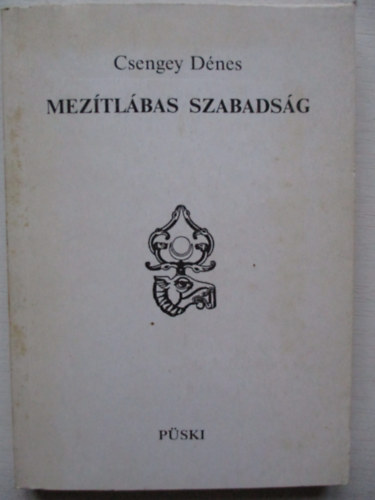 Csengey Dénes
MEZÍTLÁBAS SZABADSÁG
PÜSKI